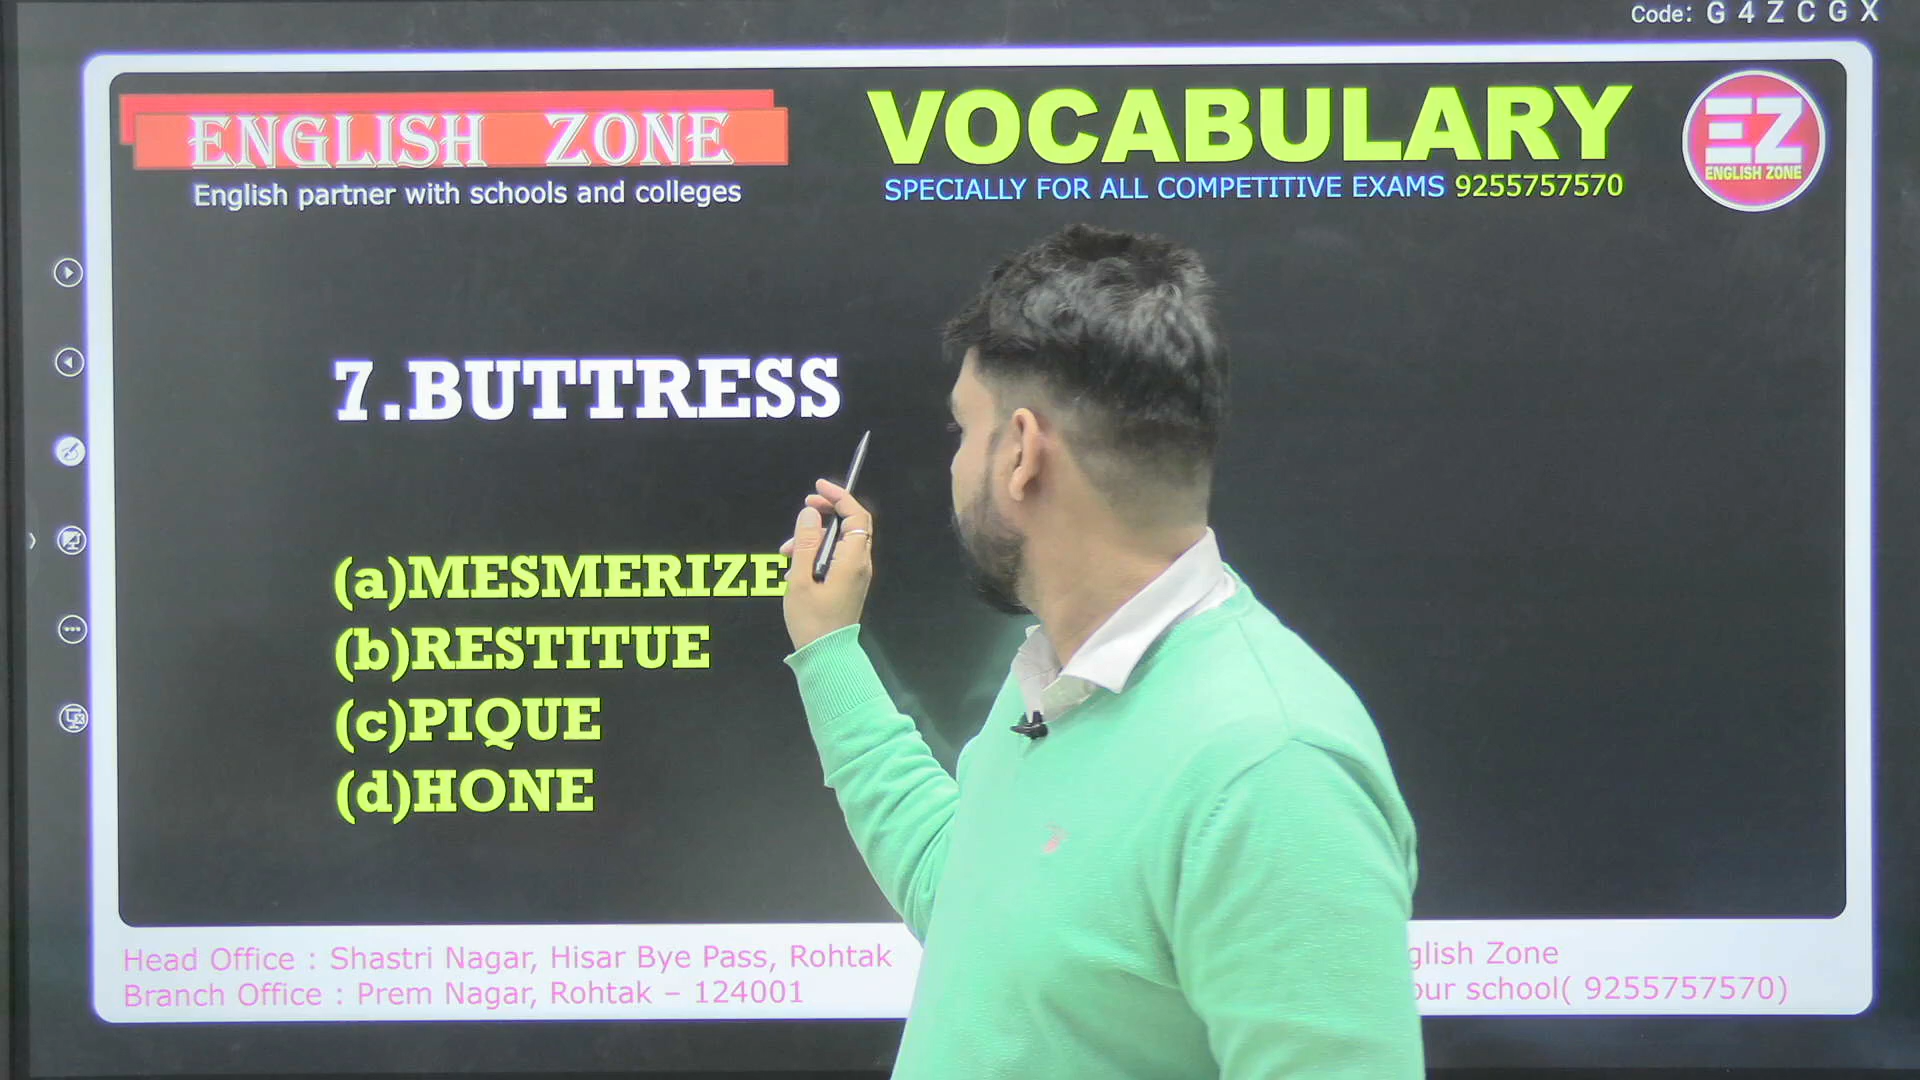 Code: G 4 Z C G X
ENGLISH ZONE
English partner with schools and colleges
VOCABULARY
SPECIALLY FOR ALL COMPETITIVE EXAMS 9255757570
EZ
ENGLISH ZONE
7.BUTTRESS
(a)MESMERIZE
(b)RESTITUE
(c)PIQUE
(d)HONE
Head Office : Shastri Nagar, Hisar Bye Pass, Rohtak
Branch Office : Prem Nagar, Rohtak – 124001
Zone
school( 9255757570)